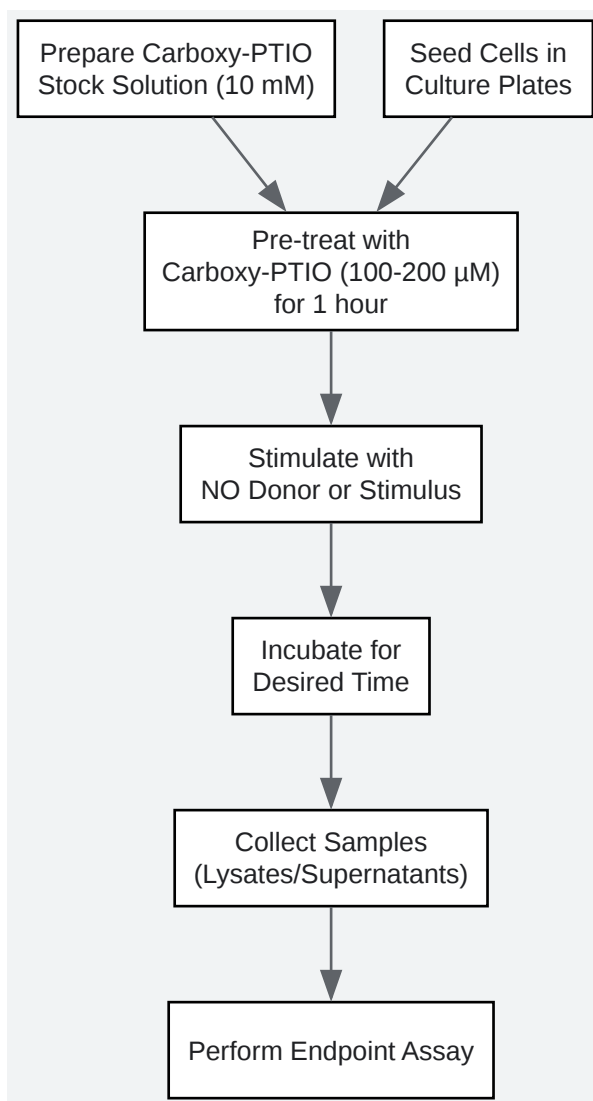 Prepare Carboxy-PTIO
Stock Solution (10 mM)
Seed Cells in
Culture Plates
Pre-treat with
Carboxy-PTIO (100-200 µM)
for 1 hour
Stimulate with
NO Donor or Stimulus
Incubate for
Desired Time
Collect Samples
(Lysates/Supernatants)
Perform Endpoint Assay